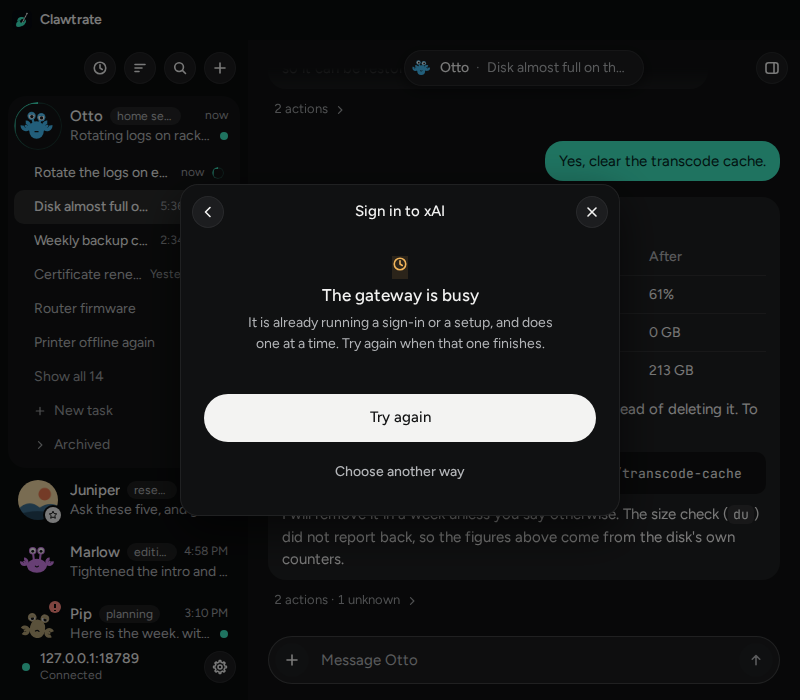 Clawtrate
Otto
home se...
now
Rotating logs on rack...
Rotate the logs on e...
now
Disk almost full o...
5:36
Weekly backup c...
2:34
Certificate rene...
Router firmware
Printer offline again
Show all 14
+ New task
Archived
Juniper
rese...
Ask these five, and
Marlow
editi...
4:58 PM
Tightened the intro and ...
Pip
planning
3:10 PM
Here is the week. wit...
127.0.0.1:18789
Connected
Otto · Disk almost full on th...
2 actions
Yes, clear the transcode cache.
After
61%
0 GB
213 GB
ead of deleting it. To
/transcode-cache
I will remove it in a week unless you say otherwise. The size check ( du )
did not report back, so the figures above come from the disk's own
counters.
2 actions · 1 unknown
Message Otto
Sign in to xAI
The gateway is busy
It is already running a sign-in or a setup, and does
one at a time. Try again when that one finishes.
Try again
Choose another way